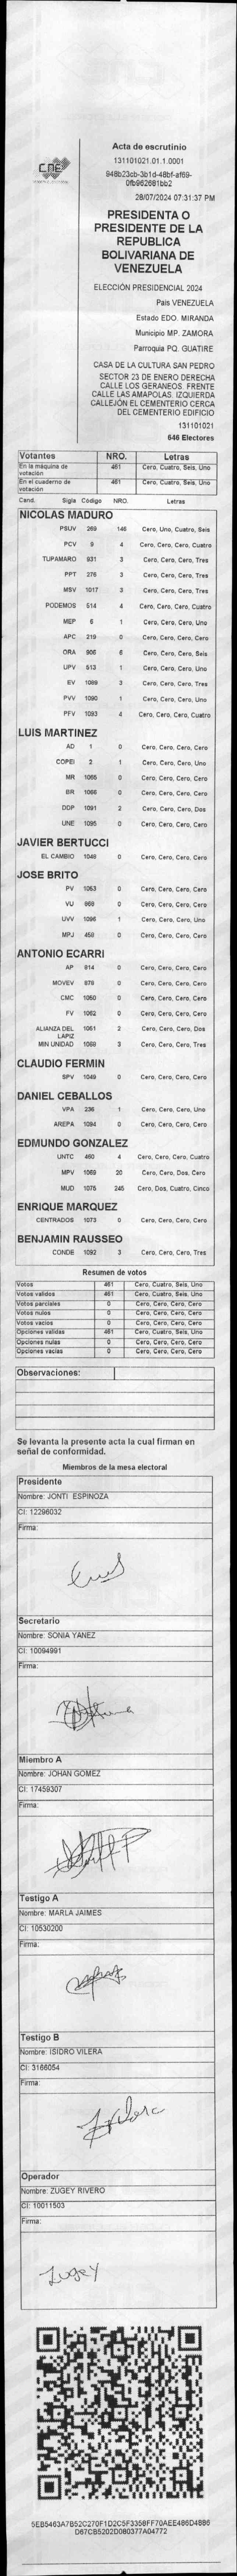 Acta de escrutinio
131101021.01.1.0001
948b23cb-3b1d-48bf-af69-
0fb962681bb2
28/07/2024 07:31:37 PM
CNE
PRESIDENTA O
PRESIDENTE DE LA
REPUBLICA
BOLIVARIANA DE
VENEZUELA
ELECCIÓN PRESIDENCIAL 2024
Pais VENEZUELA
Estado EDO. MIRANDA
Municipio MP. ZAMORA
Parroquia PQ. GUATIRE
CASA DE LA CULTURA SAN PEDRO
SECTOR 23 DE ENERO DERECHA
CALLE LOS GERANEOS. FRENTE
CALLE LAS AMAPOLAS. IZQUIERDA
CALLEJÓN EL CEMENTERIO CERCA
DEL CEMENTERIO EDIFICIO
131101021
646 Electores
Votantes NRO. Letras
En la máquina de votación 461 Cero, Cuatro, Seis, Uno
En el cuaderno de votación 461 Cero, Cuatro, Seis, Uno
Cand. Sigla Código NRO. Letras
NICOLAS MADURO
PSUV 269 146 Cero, Uno, Cuatro, Seis
PCV 9 4 Cero, Cero, Cero, Cuatro
TUPAMARO 931 3 Cero, Cero, Cero, Tres
PPT 276 3 Cero, Cero, Cero, Tres
MSV 1017 3 Cero, Cero, Cero, Tres
PODEMOS 514 4 Cero, Cero, Cero, Cuatro
MEP 6 1 Cero, Cero, Cero, Uno
APC 219 0 Cero, Cero, Cero, Cero
ORA 906 6 Cero, Cero, Cero, Seis
UPV 513 1 Cero, Cero, Cero, Uno
EV 1089 3 Cero, Cero, Cero, Tres
PVV 1090 1 Cero, Cero, Cero, Uno
PFV 1093 4 Cero, Cero, Cero, Cuatro
LUIS MARTINEZ
AD 1 0 Cero, Cero, Cero, Cero
COPEI 2 1 Cero, Cero, Cero, Uno
MR 1065 0 Cero, Cero, Cero, Cero
BR 1066 0 Cero, Cero, Cero, Cero
DDP 1091 2 Cero, Cero, Cero, Dos
UNE 1095 0 Cero, Cero, Cero, Cero
JAVIER BERTUCCI
EL CAMBIO 1048 0 Cero, Cero, Cero, Cero
JOSE BRITO
PV 1053 0 Cero, Cero, Cero, Cero
VU 868 0 Cero, Cero, Cero, Cero
UVV 1096 1 Cero, Cero, Cero, Uno
MPJ 458 0 Cero, Cero, Cero, Cero
ANTONIO ECARRI
AP 814 0 Cero, Cero, Cero, Cero
MOVEV 979 0 Cero, Cero, Cero, Cero
CMC 1050 0 Cero, Cero, Cero, Cero
FV 1052 0 Cero, Cero, Cero, Cero
ALIANZA DEL LAPIZ 1051 2 Cero, Cero, Cero, Dos
MIN UNIDAD 1068 3 Cero, Cero, Cero, Tres
CLAUDIO FERMIN
SPV 1049 0 Cero, Cero, Cero, Cero
DANIEL CEBALLOS
VPA 236 1 Cero, Cero, Cero, Uno
AREPA 1094 0 Cero, Cero, Cero, Cero
EDMUNDO GONZALEZ
UNTC 460 4 Cero, Cero, Cero, Cuatro
MPV 1069 20 Cero, Cero, Dos, Cero
MUD 1075 245 Cero, Dos, Cuatro, Cinco
ENRIQUE MARQUEZ
CENTRADOS 1073 0 Cero, Cero, Cero, Cero
BENJAMIN RAUSSEO
CONDE 1092 3 Cero, Cero, Cero, Tres
Resumen de votos
Votos 461 Cero, Cuatro, Seis, Uno
Votos validos 461 Cero, Cuatro, Seis, Uno
Votos parciales 0 Cero, Cero, Cero, Cero
Votos nulos 0 Cero, Cero, Cero, Cero
Votos vacios 0 Cero, Cero, Cero, Cero
Opciones validas 461 Cero, Cuatro, Seis, Uno
Opciones nulas 0 Cero, Cero, Cero, Cero
Opciones vacias 0 Cero, Cero, Cero, Cero
Observaciones:
Se levanta la presente acta la cual firman en
señal de conformidad.
Miembros de la mesa electoral
Presidente
Nombre: JONTI ESPINOZA
CI: 12296032
Firma:
Secretario
Nombre: SONIA YANEZ
CI: 10094991
Firma:
Miembro A
Nombre: JOHAN GOMEZ
CI: 17459307
Firma:
Testigo A
Nombre: MARLA JAIMES
CI: 10530200
Firma:
Testigo B
Nombre: ISIDRO VILERA
CI: 3166054
Firma:
Operador
Nombre: ZUGEY RIVERO
CI: 10011503
Firma:
Zugey
5EB5463A7B52C270F1D2C5F3358FF70AEE486D4886
D67CB5202D080377A04772